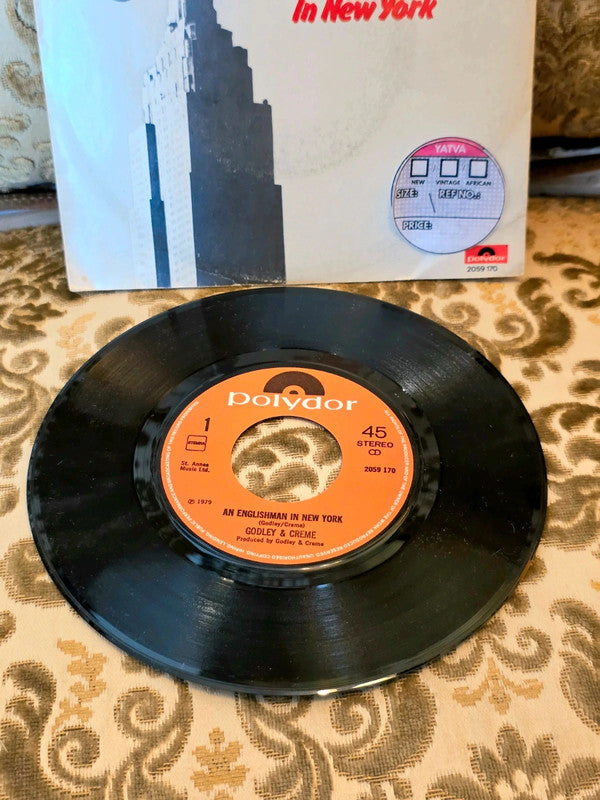 In New York
YATVA
NEW VINTAGE AFRICAN
SIZE: REF NO.:
PRICE:
polydor
2059 170
polydor
1
45
STEREO
STEMRA
St. Annes
Music Ltd.
2059 170
℗ 1979
AN ENGLISHMAN IN NEW YORK
(Godley/Creme)
GODLEY & CREME
Produced by Godley & Creme